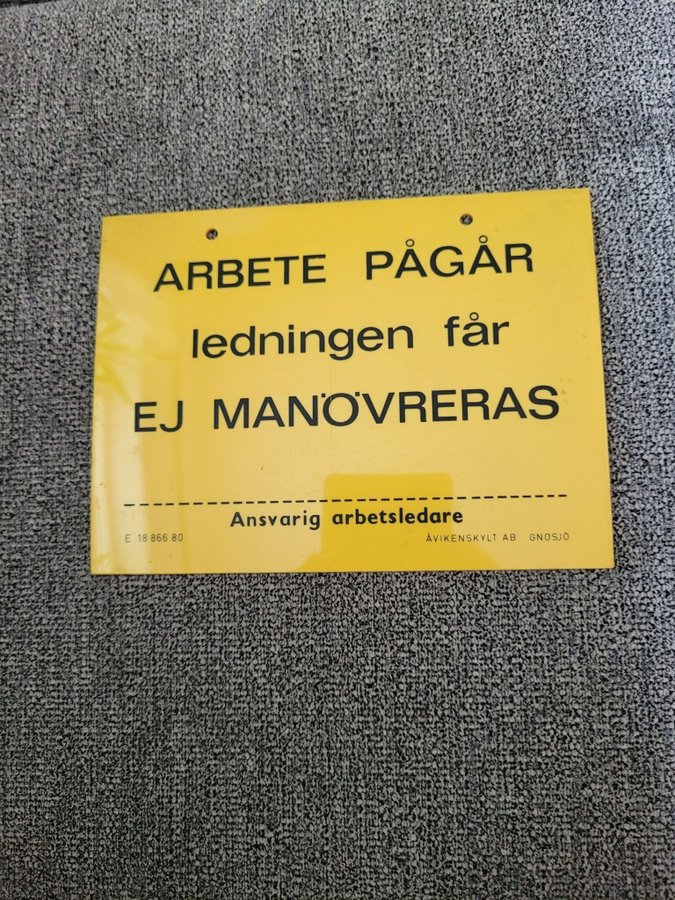 ARBETE PÅGÅR
ledningen får
EJ MANÖVRERAS
Ansvarig arbetsledare
E 18 866 80 ÅVIKENSKYLT AB GNOSJÖ